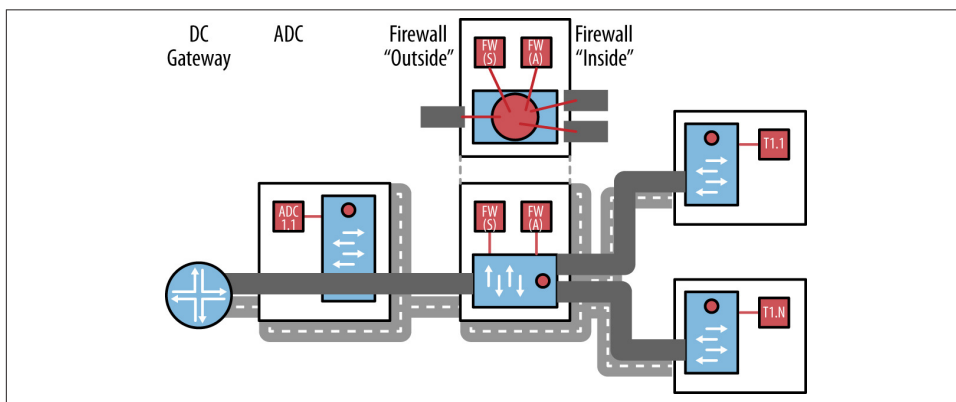 DC
Gateway
ADC
Firewall
“Outside”
Firewall
“Inside”
FW
(S)
FW
(A)
T1.1
ADC
1.1
FW
(S)
FW
(A)
T1.N